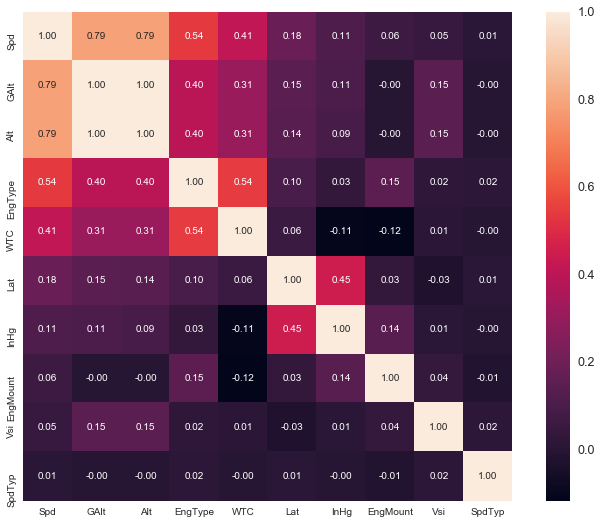 Spd 1.00 0.79 0.79 0.54 0.41 0.18 0.11 0.06 0.05 0.01
GAlt 0.79 1.00 1.00 0.40 0.31 0.15 0.11 -0.00 0.15 -0.00
Alt 0.79 1.00 1.00 0.40 0.31 0.14 0.09 -0.00 0.15 -0.00
EngType 0.54 0.40 0.40 1.00 0.54 0.10 0.03 0.15 0.02 0.02
WTC 0.41 0.31 0.31 0.54 1.00 0.06 -0.11 -0.12 0.01 -0.00
Lat 0.18 0.15 0.14 0.10 0.06 1.00 0.45 0.03 -0.03 0.01
InHg 0.11 0.11 0.09 0.03 -0.11 0.45 1.00 0.14 0.01 -0.00
EngMount 0.06 -0.00 -0.00 0.15 -0.12 0.03 0.14 1.00 0.04 -0.01
Vsi 0.05 0.15 0.15 0.02 0.01 -0.03 0.01 0.04 1.00 0.02
SpdTyp 0.01 -0.00 -0.00 0.02 -0.00 0.01 -0.00 -0.01 0.02 1.00
Spd GAlt Alt EngType WTC Lat InHg EngMount Vsi SpdTyp
1.0
0.8
0.6
0.4
0.2
0.0